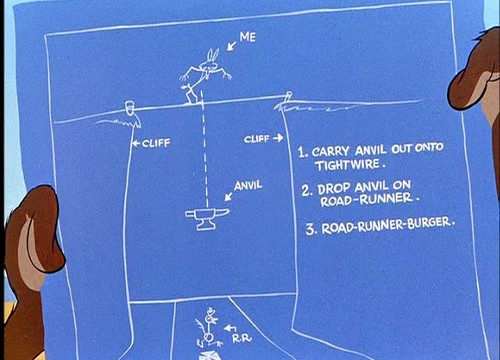 ME
CLIFF
CLIFF
ANVIL
R.R.
1. CARRY ANVIL OUT ONTO
TIGHTWIRE.
2. DROP ANVIL ON
ROAD-RUNNER.
3. ROAD-RUNNER-BURGER.